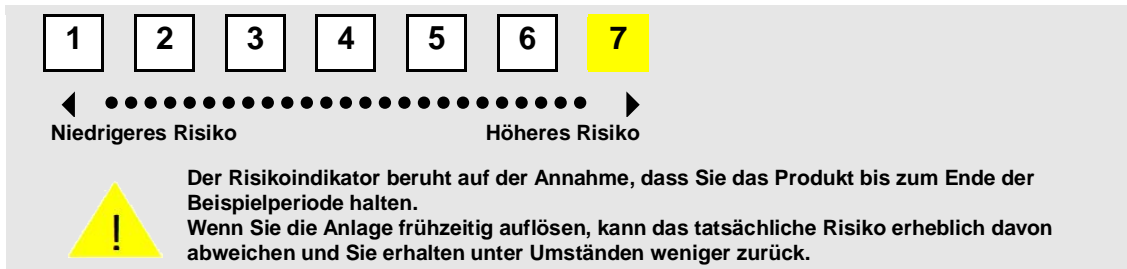 1 2 3 4 5 6 7
Niedrigeres Risiko Höheres Risiko
Der Risikoindikator beruht auf der Annahme, dass Sie das Produkt bis zum Ende der
Beispielperiode halten.
Wenn Sie die Anlage frühzeitig auflösen, kann das tatsächliche Risiko erheblich davon
abweichen und Sie erhalten unter Umständen weniger zurück.
!